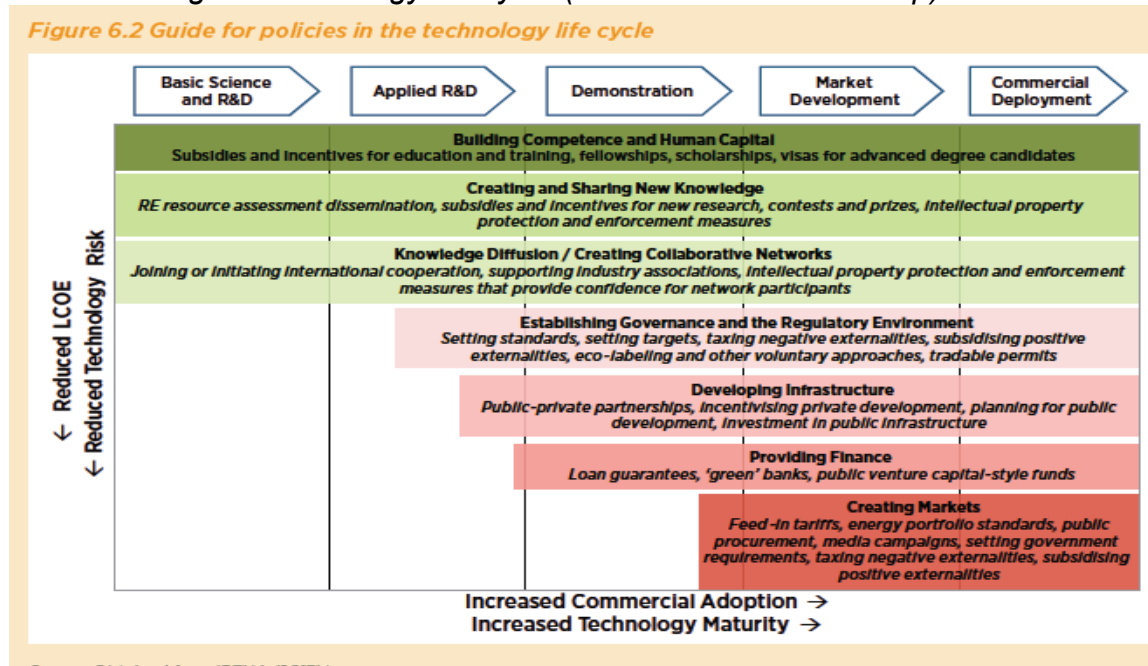 Figure 6.2 Guide for policies in the technology life cycle
Basic Science
and R&D
Applied R&D
Demonstration
Market
Development
Commercial
Deployment
Building Competence and Human Capital
Subsidies and incentives for education and training, fellowships, scholarships, visas for advanced degree candidates
Creating and Sharing New Knowledge
RE resource assessment dissemination, subsidies and incentives for new research, contests and prizes, intellectual property
protection and enforcement measures
Knowledge Diffusion / Creating Collaborative Networks
Joining or initiating international cooperation, supporting industry associations, intellectual property protection and enforcement
measures that provide confidence for network participants
Establishing Governance and the Regulatory Environment
Setting standards, setting targets, taxing negative externalities, subsidising positive
externalities, eco-labeling and other voluntary approaches, tradable permits
Developing Infrastructure
Public-private partnerships, incentivising private development, planning for public
development, investment in public infrastructure
Providing Finance
Loan guarantees, 'green' banks, public venture capital-style funds
Creating Markets
Feed-in tariffs, energy portfolio standards, public
procurement, media campaigns, setting government
requirements, taxing negative externalities, subsidising
positive externalities
← Reduced LCOE
← Reduced Technology Risk
Increased Commercial Adoption →
Increased Technology Maturity →